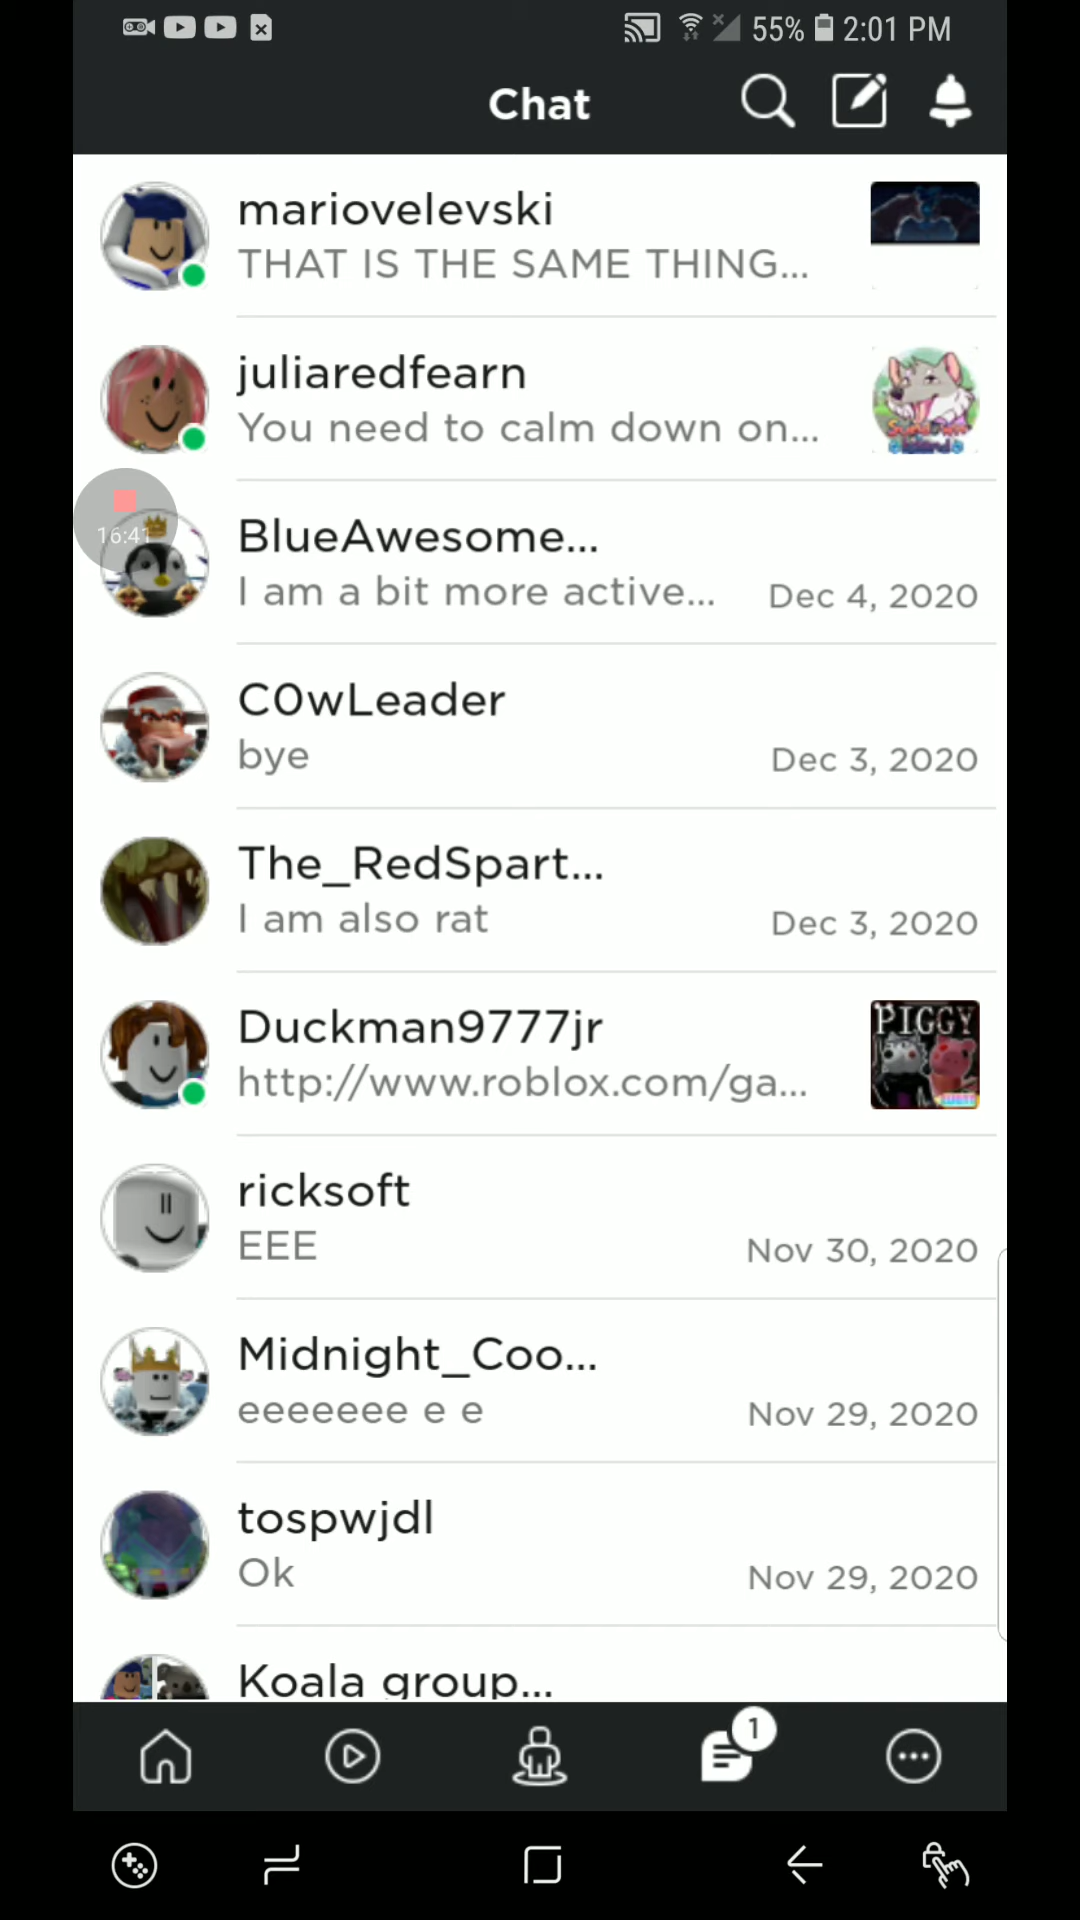 55% 2:01 PM
Chat
mariovelevski
THAT IS THE SAME THING...
juliaredfearn
You need to calm down on...
16:41
BlueAwesome...
I am a bit more active...
Dec 4, 2020
C0wLeader
bye
Dec 3, 2020
The_RedSpart...
I am also rat
Dec 3, 2020
Duckman9777jr
http://www.roblox.com/ga...
PIGGY
ricksoft
EEE
Nov 30, 2020
Midnight_Coo...
eeeeeee e e
Nov 29, 2020
tospwjdl
Ok
Nov 29, 2020
Koala group...
1